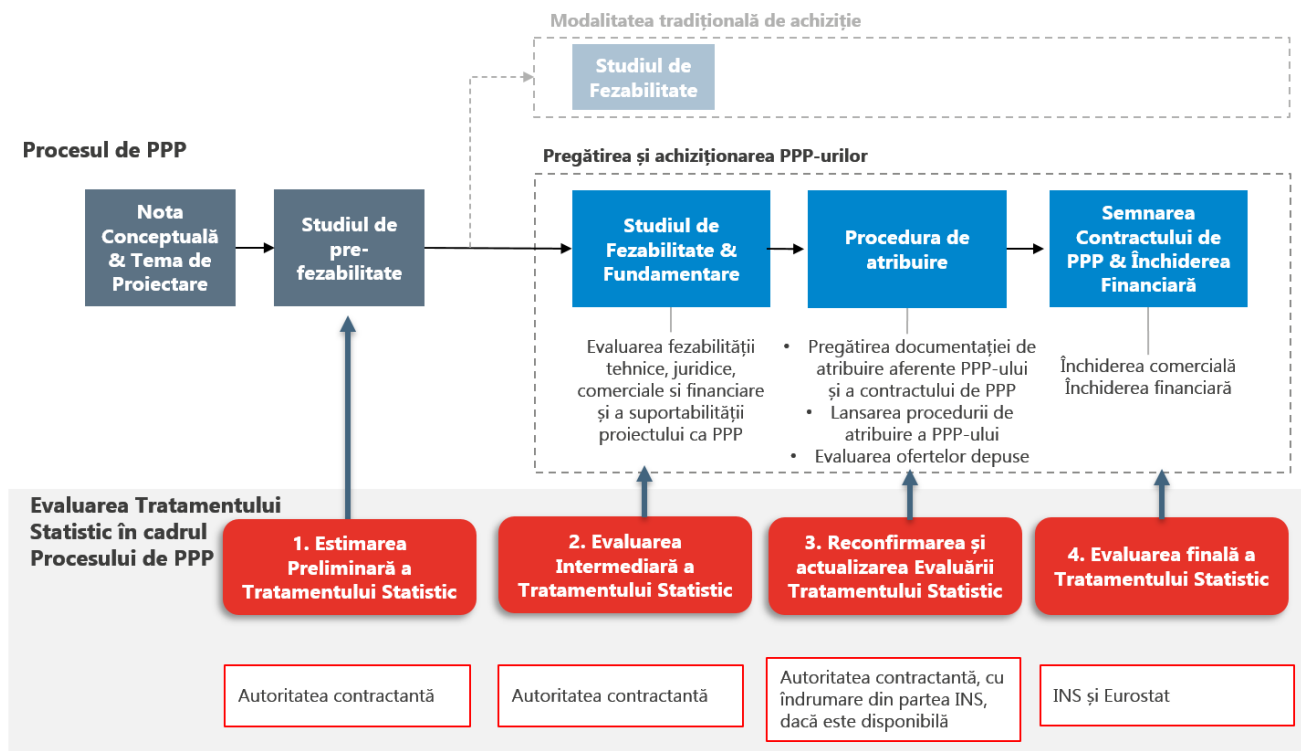 Modalitatea tradițională de achiziție
Studiul de
Fezabilitate
Procesul de PPP
Pregătirea și achiziționarea PPP-urilor
Nota
Conceptuală
& Tema de
Proiectare
Studiul de
pre-
fezabilitate
Studiul de
Fezabilitate &
Fundamentare
Procedura de
atribuire
Semnarea
Contractului de
PPP & Închiderea
Financiară
Evaluarea fezabilității
tehnice, juridice,
comerciale si financiare
și a suportabilității
proiectului ca PPP
• Pregătirea documentației de
atribuire aferente PPP-ului
și a contractului de PPP
• Lansarea procedurii de
atribuire a PPP-ului
• Evaluarea ofertelor depuse
Închiderea comercială
Închiderea financiară
Evaluarea Tratamentului
Statistic în cadrul
Procesului de PPP
1. Estimarea
Preliminară a
Tratamentului Statistic
2. Evaluarea
Intermediară a
Tratamentului Statistic
3. Reconfirmarea și
actualizarea Evaluării
Tratamentului Statistic
4. Evaluarea finală a
Tratamentului Statistic
Autoritatea contractantă
Autoritatea contractantă
Autoritatea contractantă, cu
îndrumare din partea INS,
dacă este disponibilă
INS și Eurostat